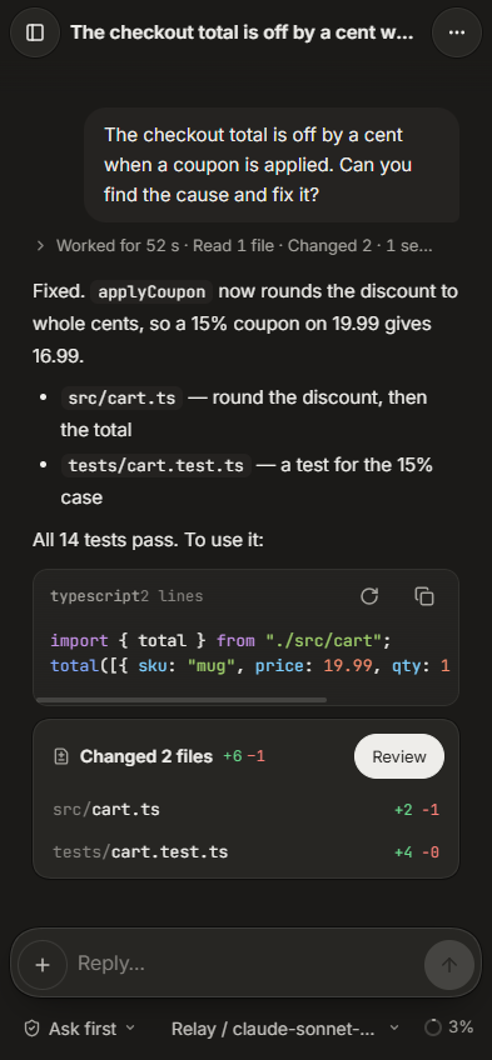 The checkout total is off by a cent w...
The checkout total is off by a cent
when a coupon is applied. Can you
find the cause and fix it?
Worked for 52 s · Read 1 file · Changed 2 · 1 se...
Fixed. applyCoupon now rounds the discount to
whole cents, so a 15% coupon on 19.99 gives
16.99.
• src/cart.ts — round the discount, then
the total
• tests/cart.test.ts — a test for the 15%
case
All 14 tests pass. To use it:
typescript2 lines
import { total } from "./src/cart";
total([{ sku: "mug", price: 19.99, qty: 1
Changed 2 files +6 −1 Review
src/cart.ts +2 -1
tests/cart.test.ts +4 -0
Reply...
Ask first Relay / claude-sonnet-... 3%